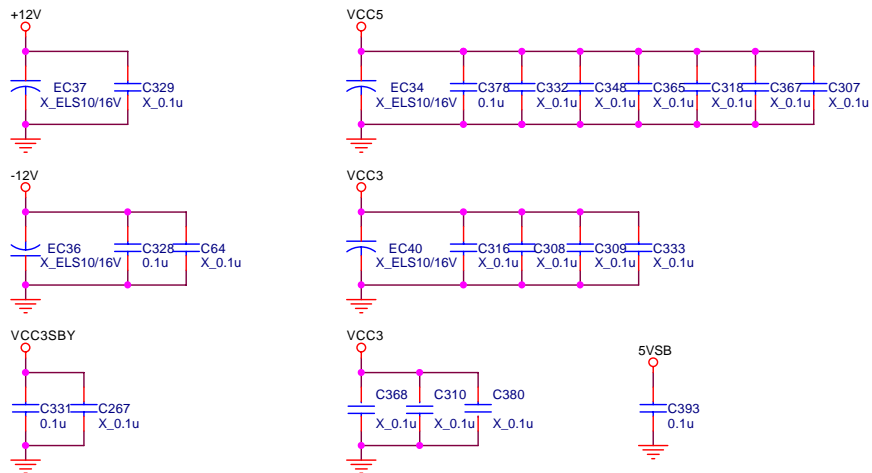 +12V
EC37
X_ELS10/16V
C329
X_0.1u
VCC5
EC34
X_ELS10/16V
C378
0.1u
C332
X_0.1u
C348
X_0.1u
C365
X_0.1u
C318
X_0.1u
C367
X_0.1u
C307
X_0.1u
-12V
EC36
X_ELS10/16V
C328
0.1u
C64
X_0.1u
VCC3
EC40
X_ELS10/16V
C316
X_0.1u
C308
X_0.1u
C309
X_0.1u
C333
X_0.1u
VCC3SBY
C331
0.1u
C267
X_0.1u
VCC3
C368
X_0.1u
C310
X_0.1u
C380
X_0.1u
5VSB
C393
0.1u